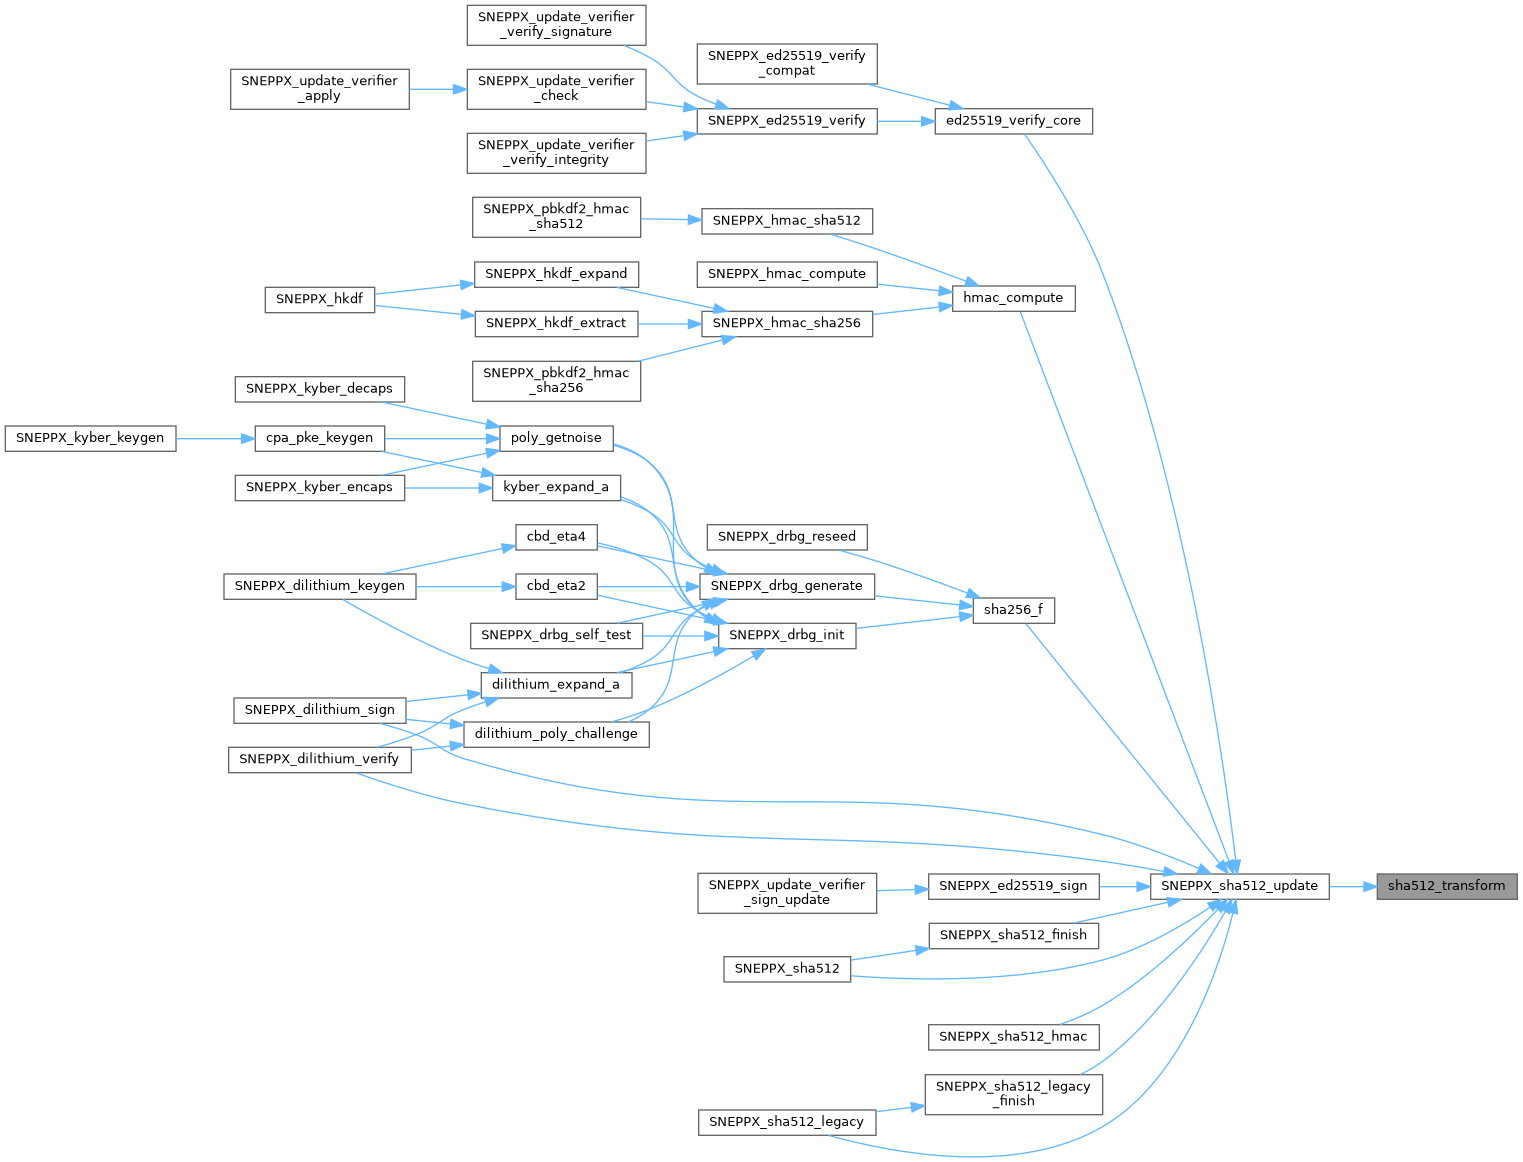 SNEPPX_update_verifier
_verify_signature
SNEPPX_ed25519_verify
_compat
SNEPPX_update_verifier
_apply
SNEPPX_update_verifier
_check
SNEPPX_ed25519_verify
ed25519_verify_core
SNEPPX_update_verifier
_verify_integrity
SNEPPX_pbkdf2_hmac
_sha512
SNEPPX_hmac_sha512
SNEPPX_hkdf_expand
SNEPPX_hmac_compute
SNEPPX_hkdf
hmac_compute
SNEPPX_hkdf_extract
SNEPPX_hmac_sha256
SNEPPX_pbkdf2_hmac
_sha256
SNEPPX_kyber_decaps
SNEPPX_kyber_keygen
cpa_pke_keygen
poly_getnoise
SNEPPX_kyber_encaps
kyber_expand_a
cbd_eta4
SNEPPX_drbg_reseed
SNEPPX_dilithium_keygen
cbd_eta2
SNEPPX_drbg_generate
sha256_f
SNEPPX_drbg_self_test
SNEPPX_drbg_init
dilithium_expand_a
SNEPPX_dilithium_sign
dilithium_poly_challenge
SNEPPX_dilithium_verify
SNEPPX_update_verifier
_sign_update
SNEPPX_ed25519_sign
SNEPPX_sha512_update
sha512_transform
SNEPPX_sha512_finish
SNEPPX_sha512
SNEPPX_sha512_hmac
SNEPPX_sha512_legacy
_finish
SNEPPX_sha512_legacy